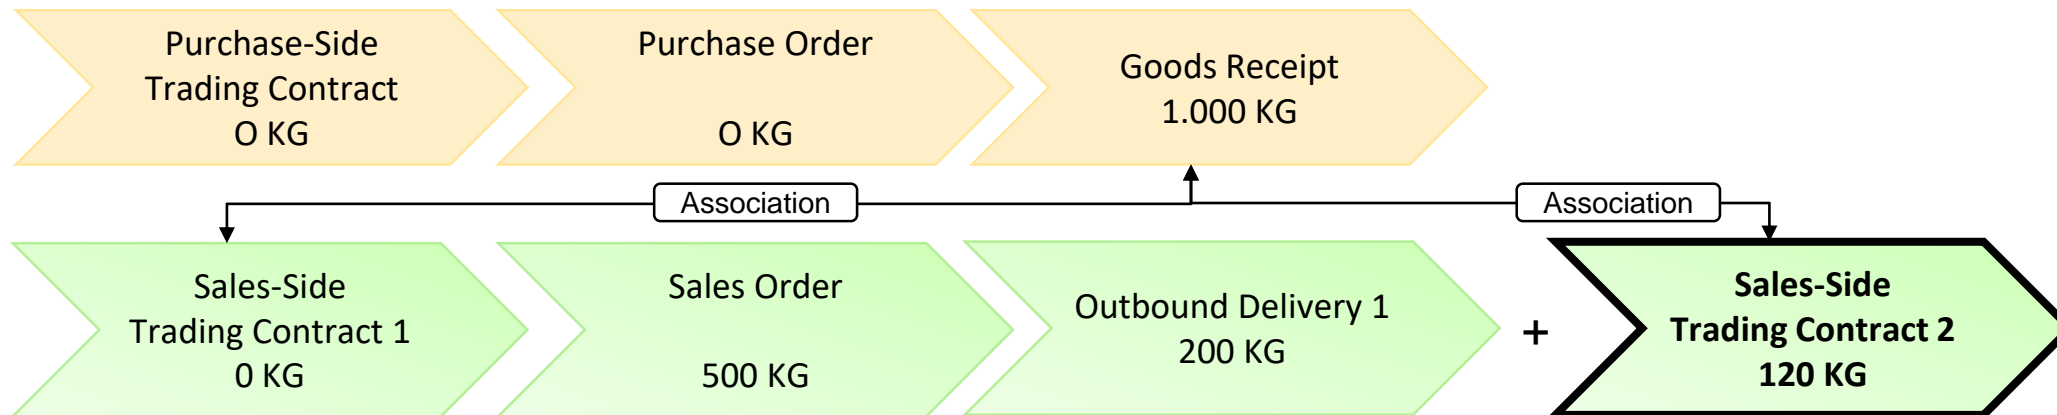 Purchase-Side
Trading Contract
O KG
Purchase Order
O KG
Goods Receipt
1.000 KG
Association
Association
Sales-Side
Trading Contract 1
0 KG
Sales Order
500 KG
Outbound Delivery 1
200 KG
+
Sales-Side
Trading Contract 2
120 KG